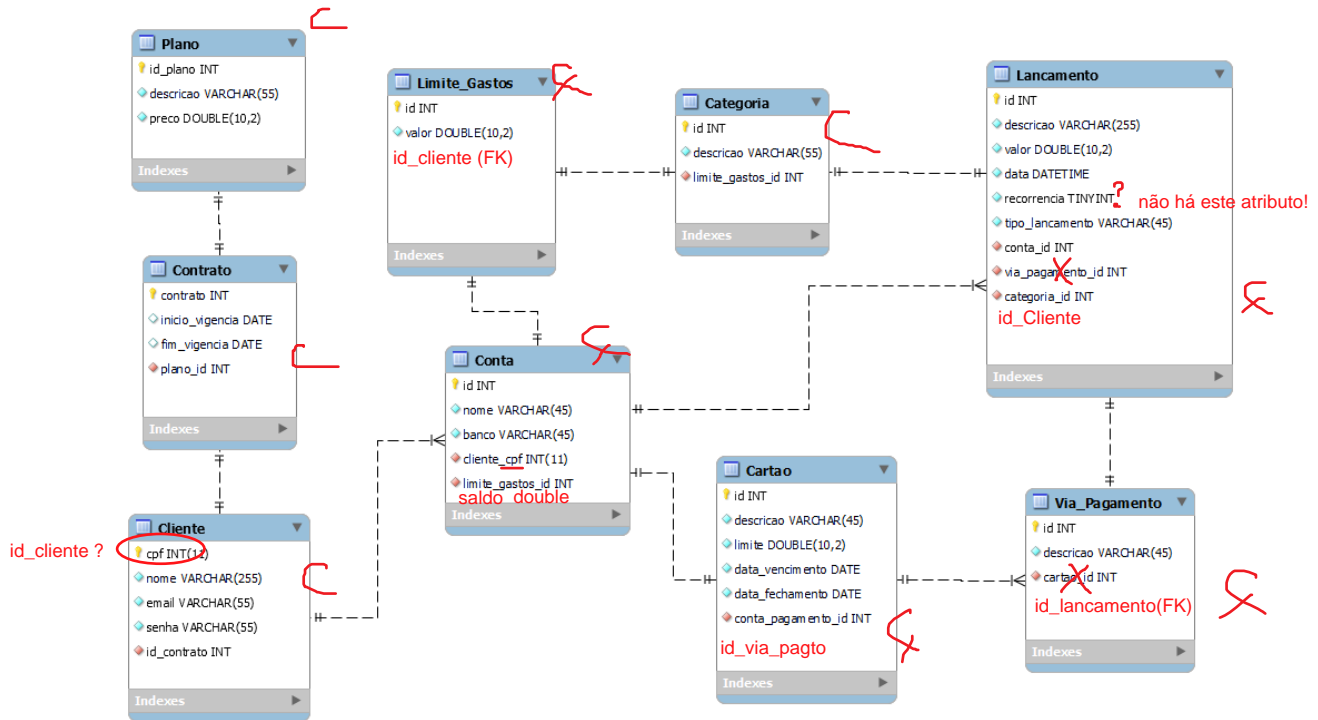 Plano
id_plano INT
descricao VARCHAR(55)
preco DOUBLE(10,2)
Indexes
Limite_Gastos
id INT
valor DOUBLE(10,2)
id_cliente (FK)
Indexes
Categoria
id INT
descricao VARCHAR(55)
limite_gastos_id INT
Indexes
Lancamento
id INT
descricao VARCHAR(255)
valor DOUBLE(10,2)
data DATETIME
recorrencia TINYINT ? não há este atributo!
tipo_lancamento VARCHAR(45)
conta_id INT
via_pagamento_id INT
categoria_id INT
id_Cliente
Indexes
Contrato
contrato INT
inicio_vigencia DATE
fim_vigencia DATE
plano_id INT
Indexes
Conta
id INT
nome VARCHAR(45)
banco VARCHAR(45)
cliente_cpf INT(11)
limite_gastos_id INT
saldo double
Indexes
Cliente
id_cliente ? cpf INT(11)
nome VARCHAR(255)
email VARCHAR(55)
senha VARCHAR(55)
id_contrato INT
Indexes
Cartao
id INT
descricao VARCHAR(45)
limite DOUBLE(10,2)
data_vencimento DATE
data_fechamento DATE
conta_pagamento_id INT
id_via_pagto
Indexes
Via_Pagamento
id INT
descricao VARCHAR(45)
cartao_id INT
id_lancamento(FK)
Indexes